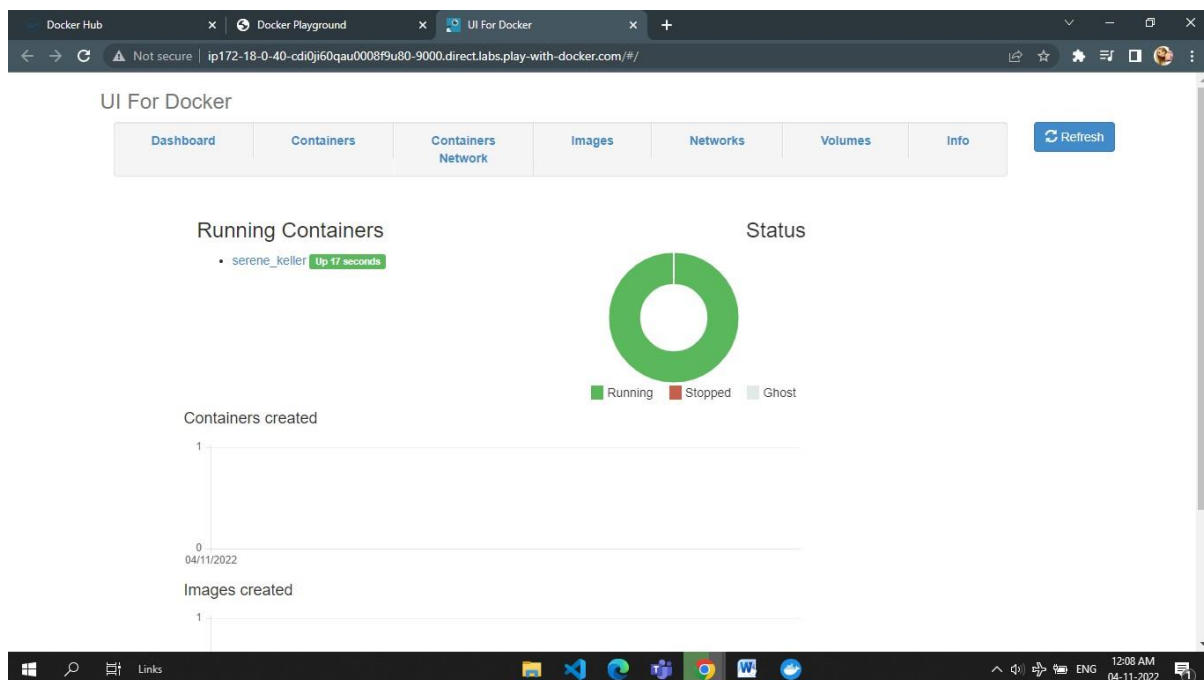 Docker Hub
Docker Playground
UI For Docker
Not secure | ip172-18-0-40-cdi0ji60qau0008f9u80-9000.direct.labs.play-with-docker.com/#/
UI For Docker
Dashboard
Containers
Containers
Network
Images
Networks
Volumes
Info
Refresh
Running Containers
serene_keller Up 17 seconds
Status
Running Stopped Ghost
Containers created
1
0
04/11/2022
Images created
1
Links
ENG
12:08 AM
04-11-2022